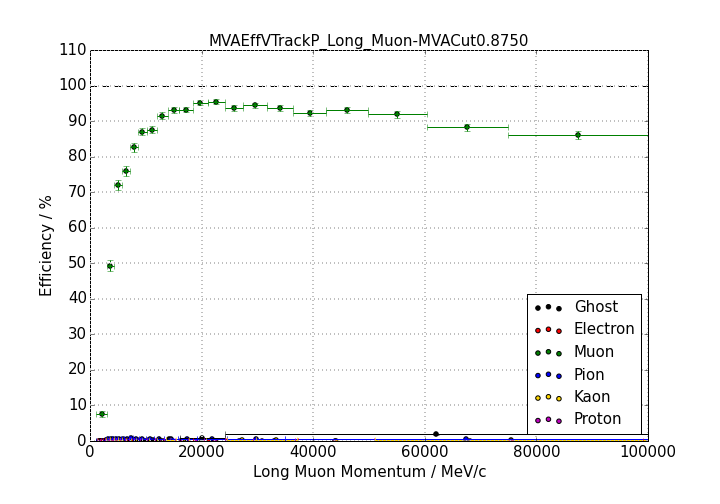 MVAEffVTrackP_Long_Muon-MVACut0.8750
110
100
90
80
70
60
50
40
30
20
10
0
Efficiency / %
Ghost
Electron
Muon
Pion
Kaon
Proton
0 20000 40000 60000 80000 100000
Long Muon Momentum / MeV/c